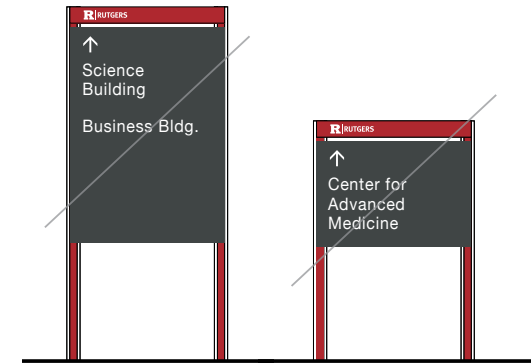 R RUTGERS
↑
Science
Building
Business Bldg.
R RUTGERS
↑
Center for
Advanced
Medicine